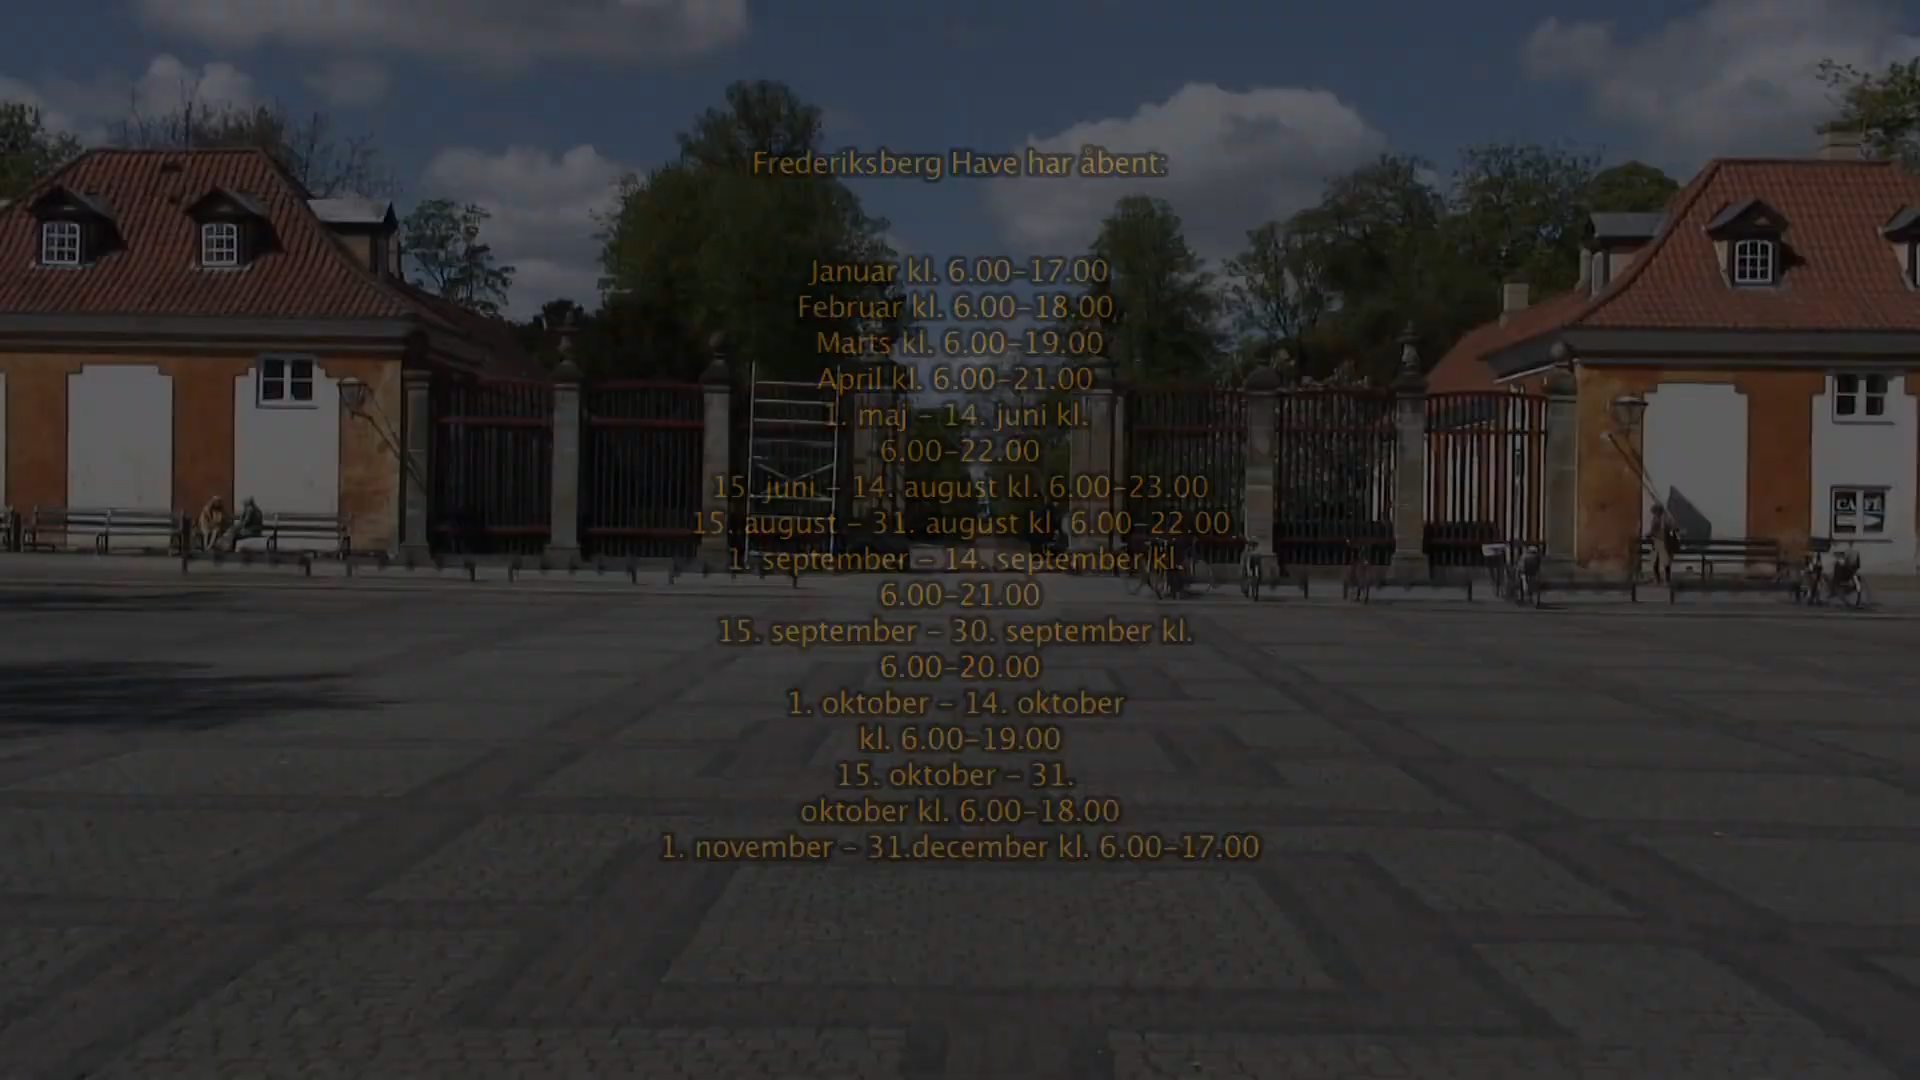 Frederiksberg Have har åbent:
Januar kl. 6.00-17.00
Februar kl. 6.00-18.00
Marts kl. 6.00-19.00
April kl. 6.00-21.00
1. maj - 14. juni kl.
6.00-22.00
15. juni - 14. august kl. 6.00-23.00
15. august - 31. august kl. 6.00-22.00
1. september - 14. september kl.
6.00-21.00
15. september - 30. september kl.
6.00-20.00
1. oktober - 14. oktober
kl. 6.00-19.00
15. oktober - 31.
oktober kl. 6.00-18.00
1. november - 31.december kl. 6.00-17.00
CAFE